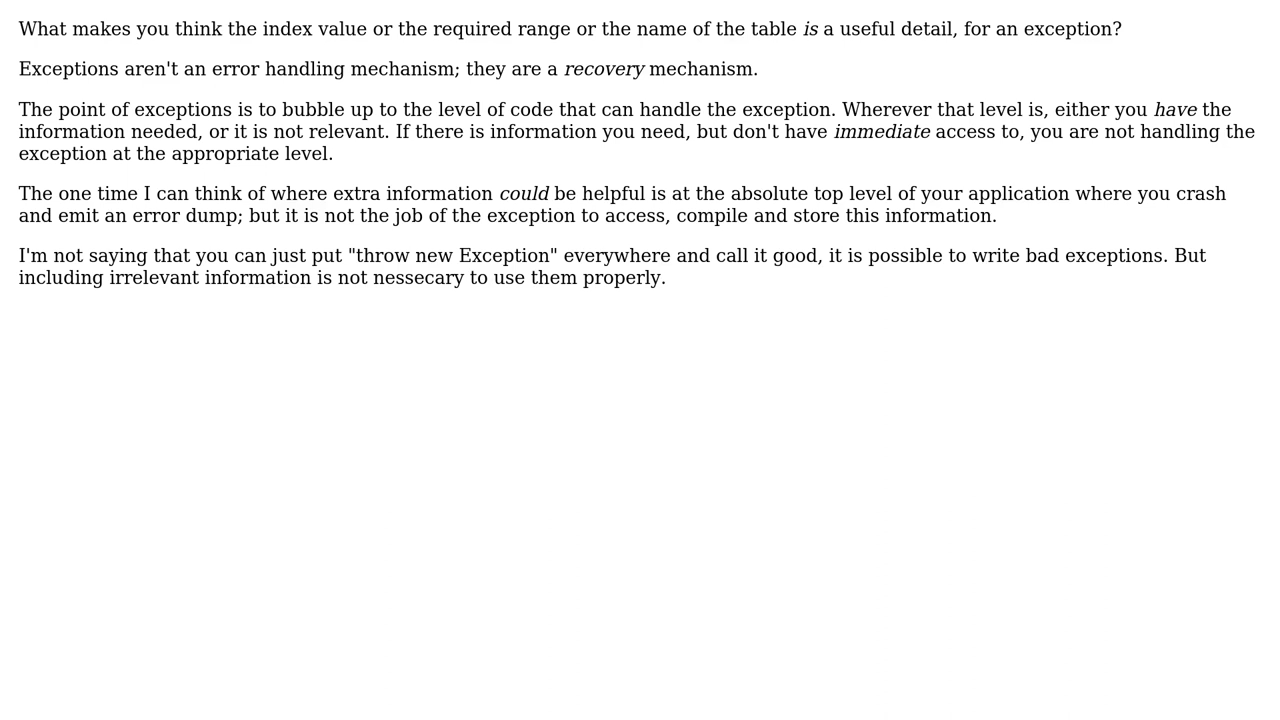 What makes you think the index value or the required range or the name of the table is a useful detail, for an exception?
Exceptions aren't an error handling mechanism; they are a recovery mechanism.
The point of exceptions is to bubble up to the level of code that can handle the exception. Wherever that level is, either you have the
information needed, or it is not relevant. If there is information you need, but don't have immediate access to, you are not handling the
exception at the appropriate level.
The one time I can think of where extra information could be helpful is at the absolute top level of your application where you crash
and emit an error dump; but it is not the job of the exception to access, compile and store this information.
I'm not saying that you can just put "throw new Exception" everywhere and call it good, it is possible to write bad exceptions. But
including irrelevant information is not nessecary to use them properly.